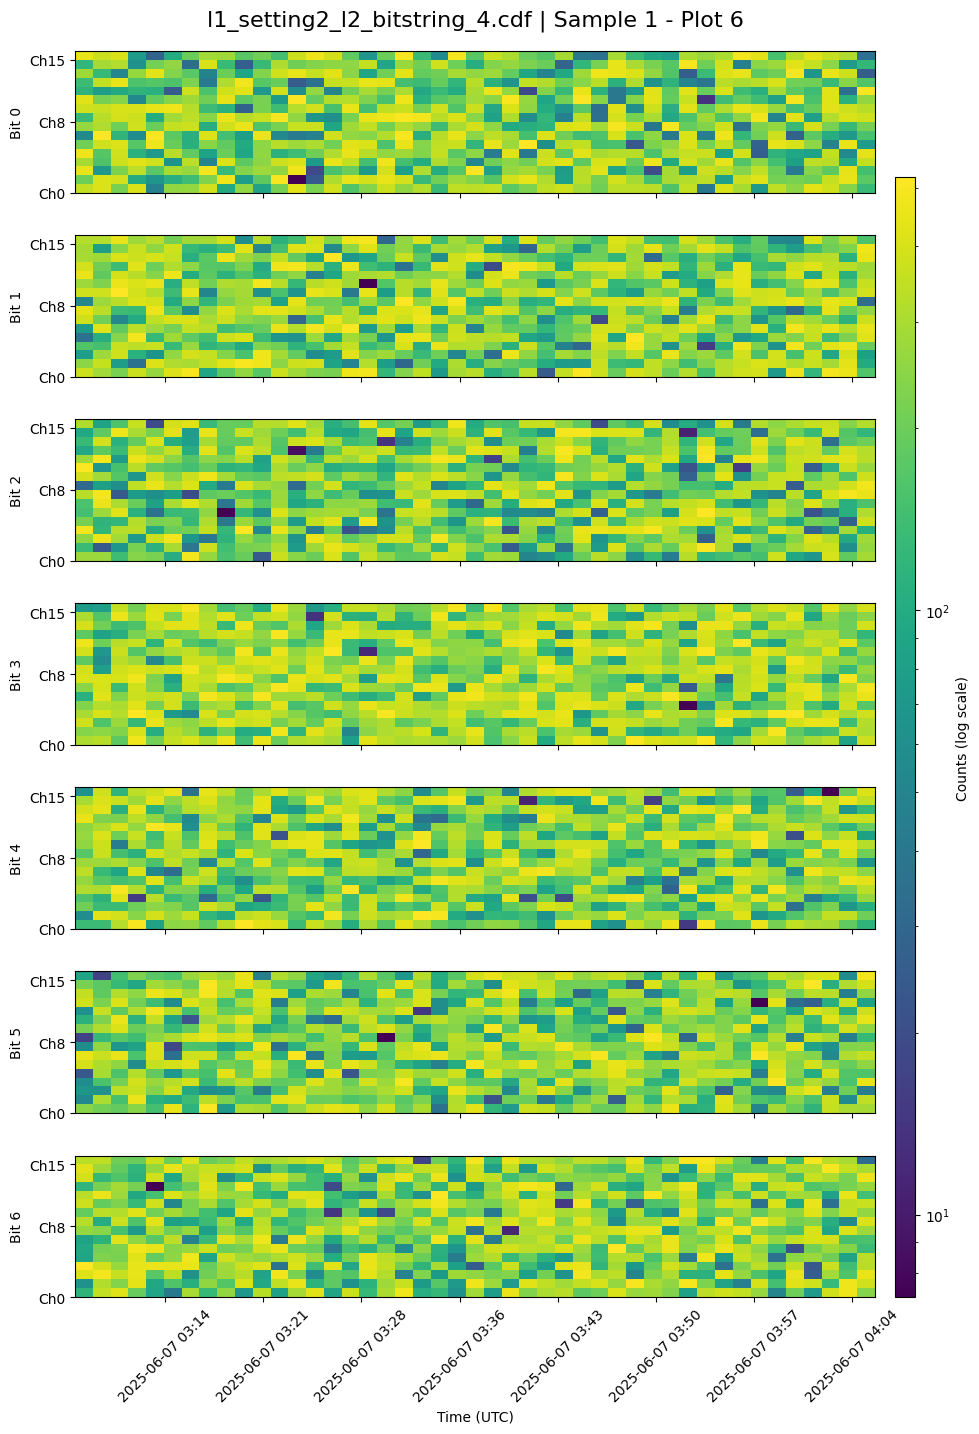 l1_setting2_l2_bitstring_4.cdf | Sample 1 - Plot 6
Bit 0
Ch15
Ch8
Ch0
Bit 1
Ch15
Ch8
Ch0
Bit 2
Ch15
Ch8
Ch0
Bit 3
Ch15
Ch8
Ch0
Bit 4
Ch15
Ch8
Ch0
Bit 5
Ch15
Ch8
Ch0
Bit 6
Ch15
Ch8
Ch0
2025-06-07 03:14
2025-06-07 03:21
2025-06-07 03:28
2025-06-07 03:36
2025-06-07 03:43
2025-06-07 03:50
2025-06-07 03:57
2025-06-07 04:04
Time (UTC)
10²
10¹
Counts (log scale)